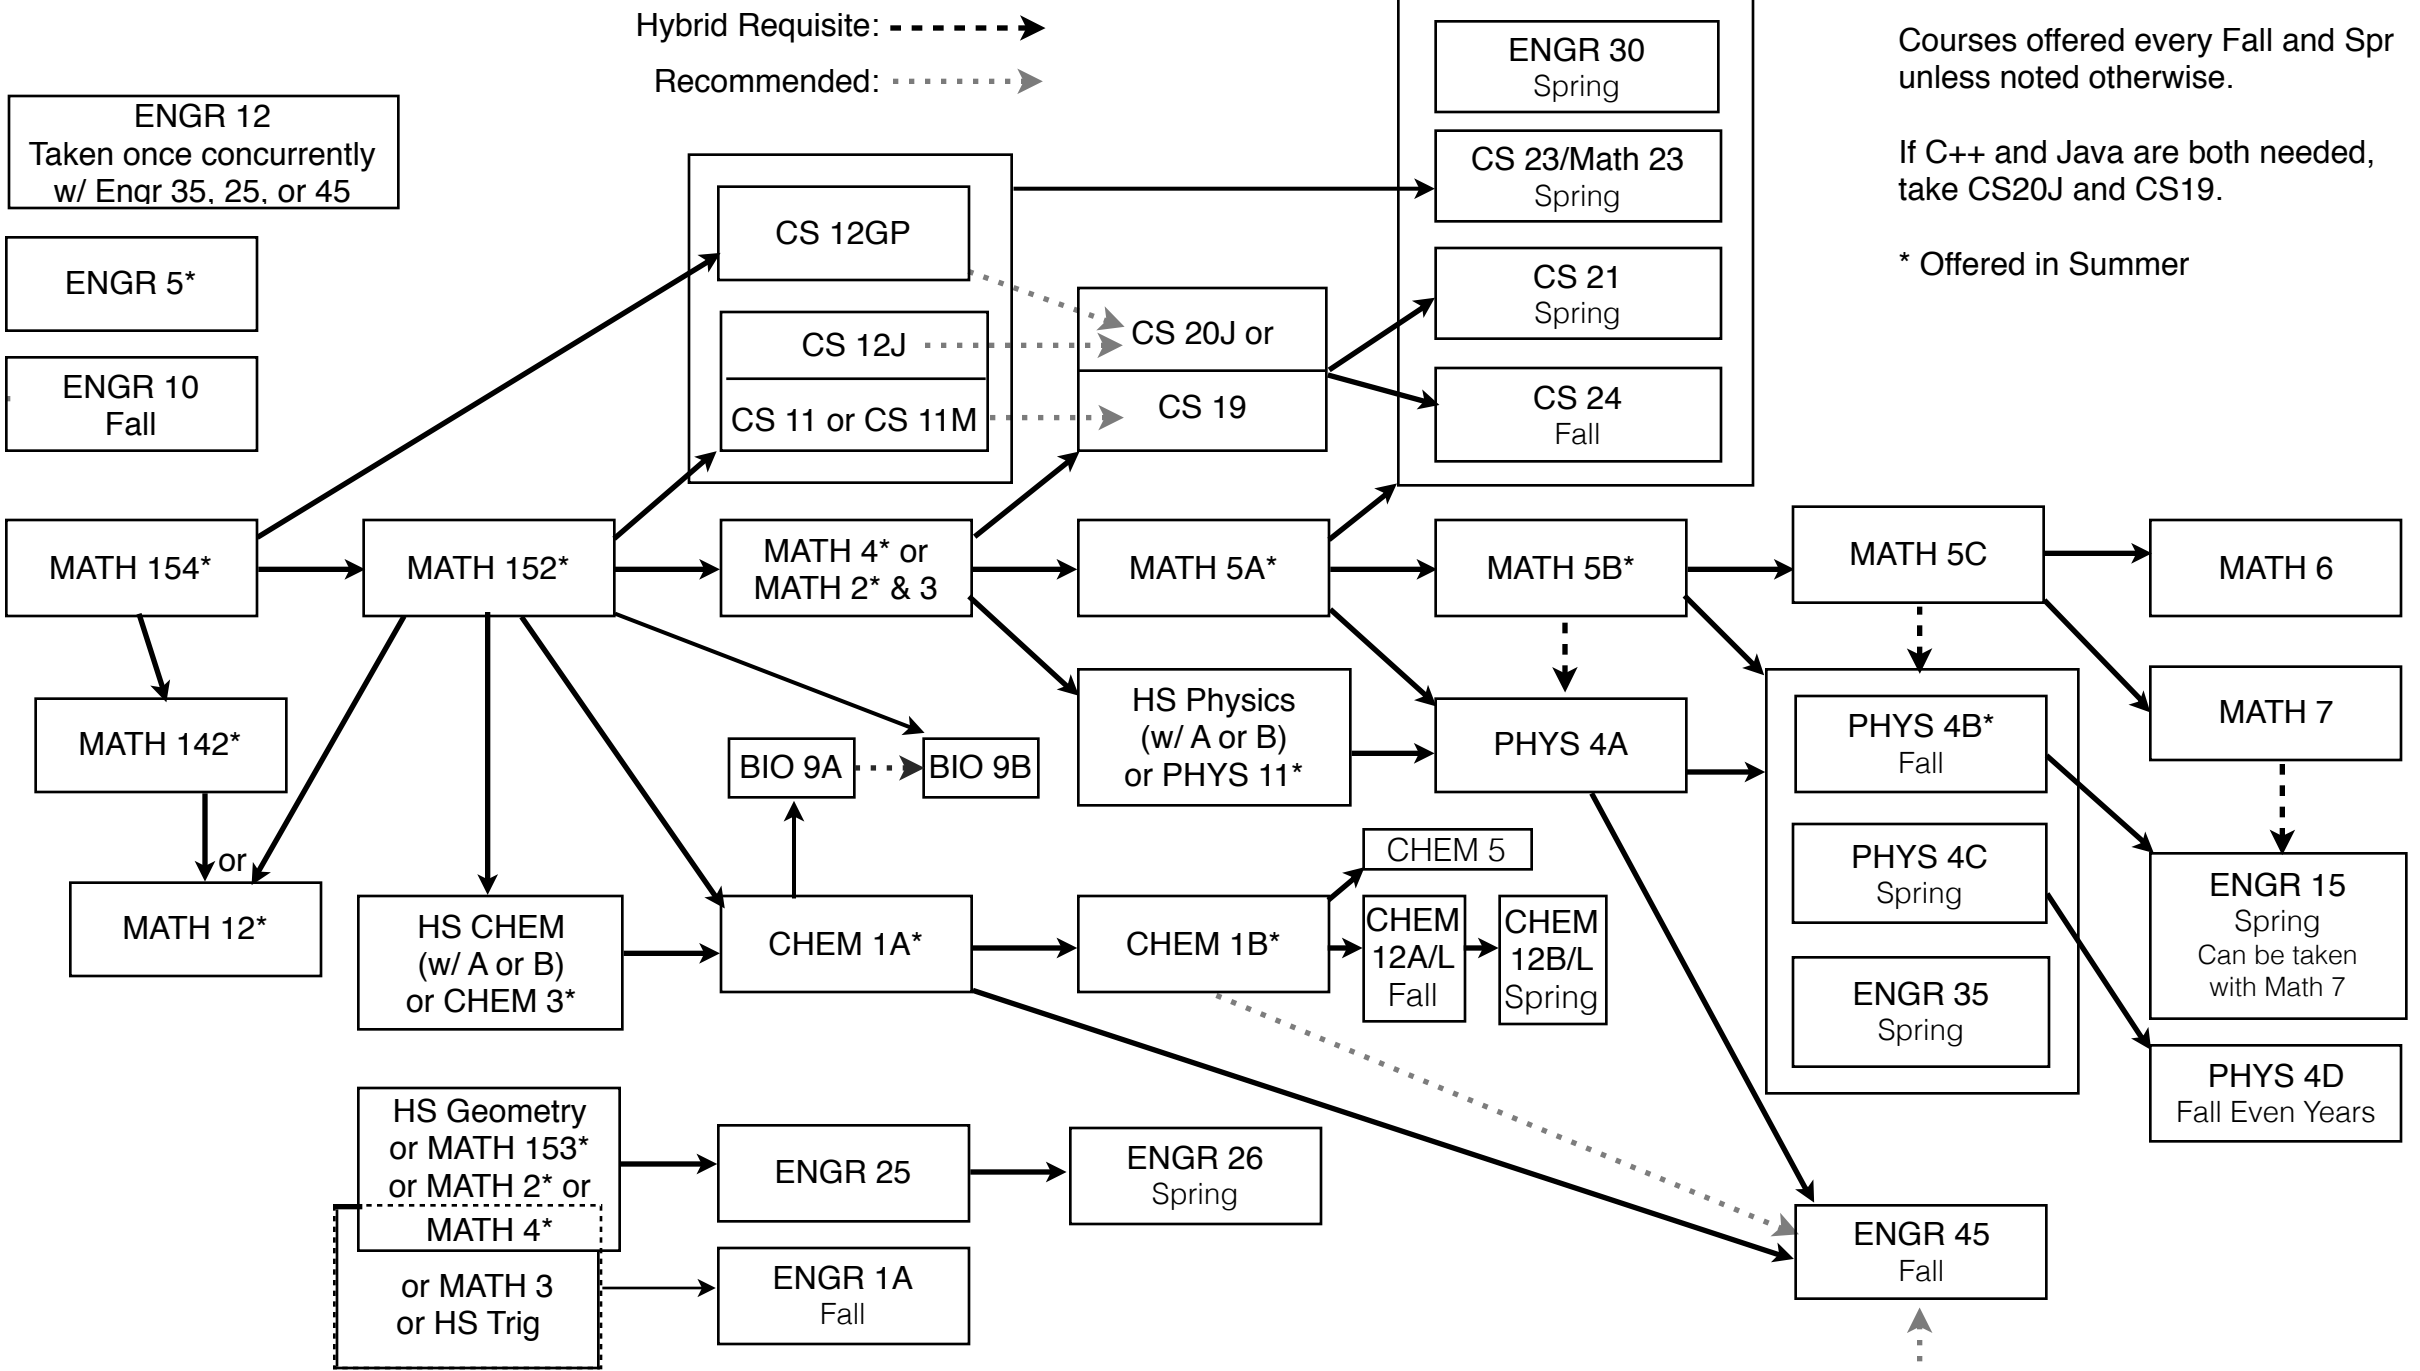 Hybrid Requisite:
Recommended:
Courses offered every Fall and Spr
unless noted otherwise.
If C++ and Java are both needed,
take CS20J and CS19.
* Offered in Summer
ENGR 12
Taken once concurrently
w/ Engr 35, 25, or 45
ENGR 5*
ENGR 10
Fall
CS 12GP
CS 12J
CS 11 or CS 11M
CS 20J or
CS 19
ENGR 30
Spring
CS 23/Math 23
Spring
CS 21
Spring
CS 24
Fall
MATH 154*
MATH 152*
MATH 4* or
MATH 2* & 3
MATH 5A*
MATH 5B*
MATH 5C
MATH 6
MATH 142*
or
MATH 12*
BIO 9A
BIO 9B
HS Physics
(w/ A or B)
or PHYS 11*
PHYS 4A
PHYS 4B*
Fall
PHYS 4C
Spring
ENGR 35
Spring
MATH 7
ENGR 15
Spring
Can be taken
with Math 7
PHYS 4D
Fall Even Years
HS CHEM
(w/ A or B)
or CHEM 3*
CHEM 1A*
CHEM 1B*
CHEM 5
CHEM
12A/L
Fall
CHEM
12B/L
Spring
HS Geometry
or MATH 153*
or MATH 2* or
MATH 4*
or MATH 3
or HS Trig
ENGR 25
ENGR 26
Spring
ENGR 1A
Fall
ENGR 45
Fall